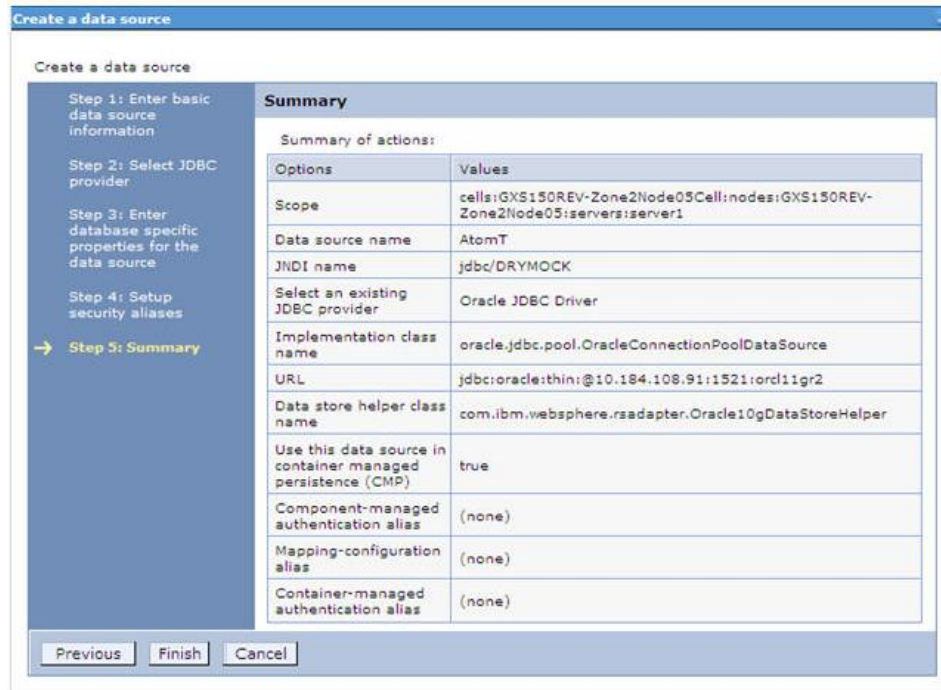 Create a data source
Create a data source
Step 1: Enter basic
data source
information
Step 2: Select JDBC
provider
Step 3: Enter
database specific
properties for the
data source
Step 4: Setup
security aliases
Step 5: Summary
Summary
Summary of actions:
Options Values
Scope cells:GXS150REV-Zone2Node05Cell:nodes:GXS150REV-
Zone2Node05:servers:server1
Data source name AtomT
JNDI name jdbc/DRYMOCK
Select an existing
JDBC provider Oracle JDBC Driver
Implementation class
name oracle.jdbc.pool.OracleConnectionPoolDataSource
URL jdbc:oracle:thin:@10.184.108.91:1521:orcl11gr2
Data store helper class
name com.ibm.websphere.rsadapter.Oracle10gDataStoreHelper
Use this data source in
container managed true
persistence (CMP)
Component-managed
authentication alias (none)
Mapping-configuration
alias (none)
Container-managed
authentication alias (none)
Previous Finish Cancel